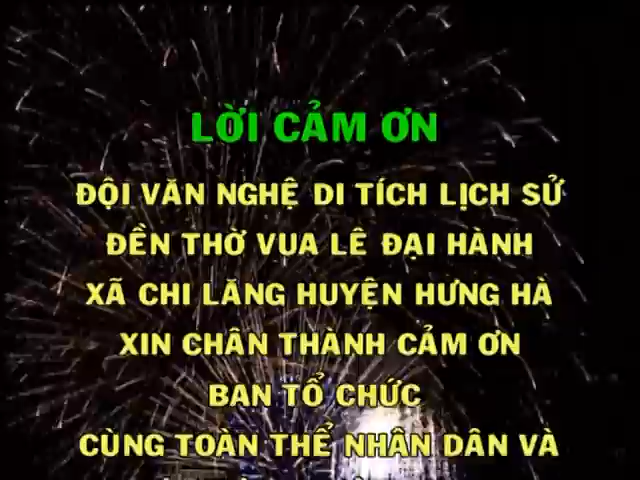 LỜI CẢM ƠN
ĐỘI VĂN NGHỆ DI TÍCH LỊCH SỬ
ĐỀN THỜ VUA LÊ ĐẠI HÀNH
XÃ CHI LĂNG HUYỆN HƯNG HÀ
XIN CHÂN THÀNH CẢM ƠN
BAN TỔ CHỨC
CÙNG TOÀN THỂ NHÂN DÂN VÀ